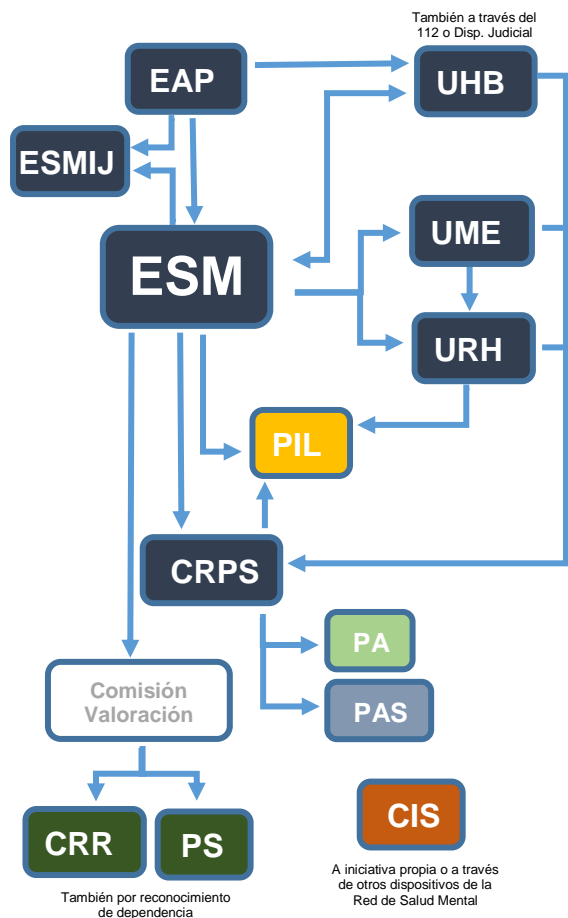 También a través del
112 o Disp. Judicial
EAP
UHB
ESMIJ
UME
ESM
URH
PIL
CRPS
PA
PAS
Comisión
Valoración
CRR
PS
CIS
También por reconocimiento
de dependencia
A iniciativa propia o a través
de otros dispositivos de la
Red de Salud Mental